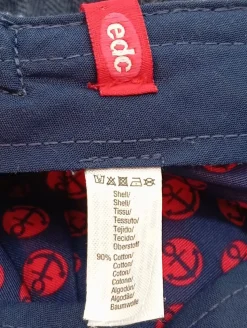 edc
Shell/
Shell/
Tissu/
Tessuto/
Tejido/
Tecido/
Oberstoff
90% Cotton/
Cotton/
Coton/
Cotone/
Algodón/
Algodão/
Baumwolle